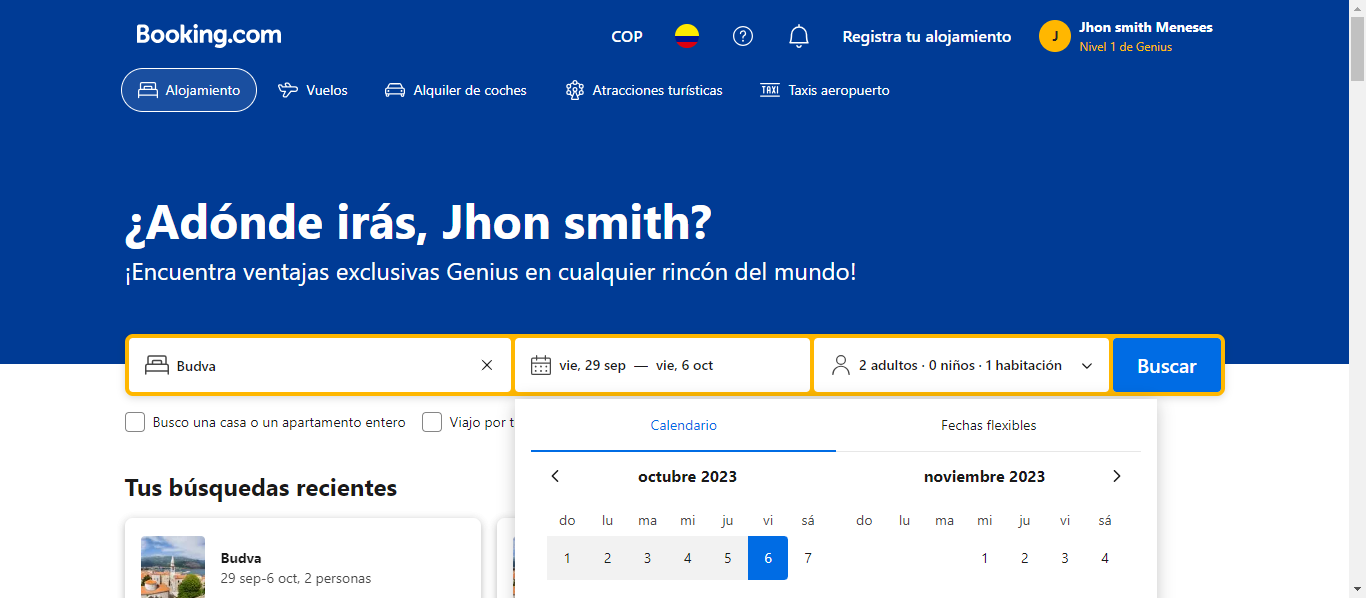 Booking.com
COP
Registra tu alojamiento
J
Jhon smith Meneses
Nivel 1 de Genius
Alojamiento
Vuelos
Alquiler de coches
Atracciones turísticas
TAXI
Taxis aeropuerto
¿Adónde irás, Jhon smith?
¡Encuentra ventajas exclusivas Genius en cualquier rincón del mundo!
Budva
vie, 29 sep — vie, 6 oct
2 adultos · 0 niños · 1 habitación
Buscar
Busco una casa o un apartamento entero
Viajo por t
Calendario
Fechas flexibles
octubre 2023
noviembre 2023
do lu ma mi ju vi sá
do lu ma mi ju vi sá
1 2 3 4 5 6 7
1 2 3 4
Tus búsquedas recientes
Budva
29 sep-6 oct, 2 personas